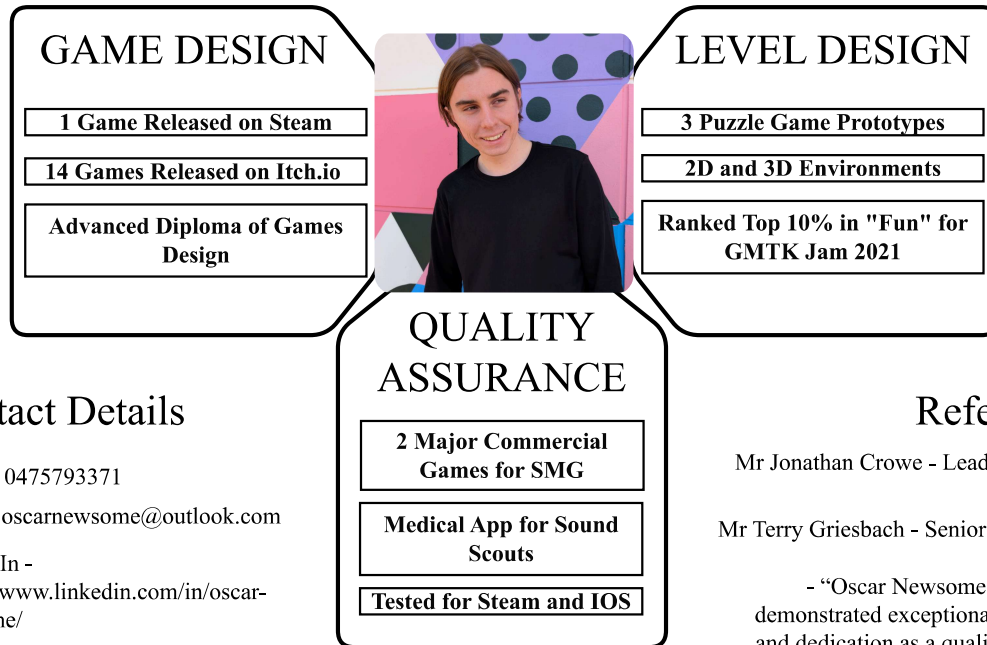 GAME DESIGN
1 Game Released on Steam
14 Games Released on Itch.io
Advanced Diploma of Games
Design
LEVEL DESIGN
3 Puzzle Game Prototypes
2D and 3D Environments
Ranked Top 10% in "Fun" for
GMTK Jam 2021
QUALITY
ASSURANCE
2 Major Commercial
Games for SMG
Medical App for Sound
Scouts
Tested for Steam and IOS
tact Details
0475793371
oscarnewsome@outlook.com
In -
www.linkedin.com/in/oscar-
ne/
Refe
Mr Jonathan Crowe - Lead
Mr Terry Griesbach - Senior
- “Oscar Newsome
demonstrated exceptiona
and dedication as a quali